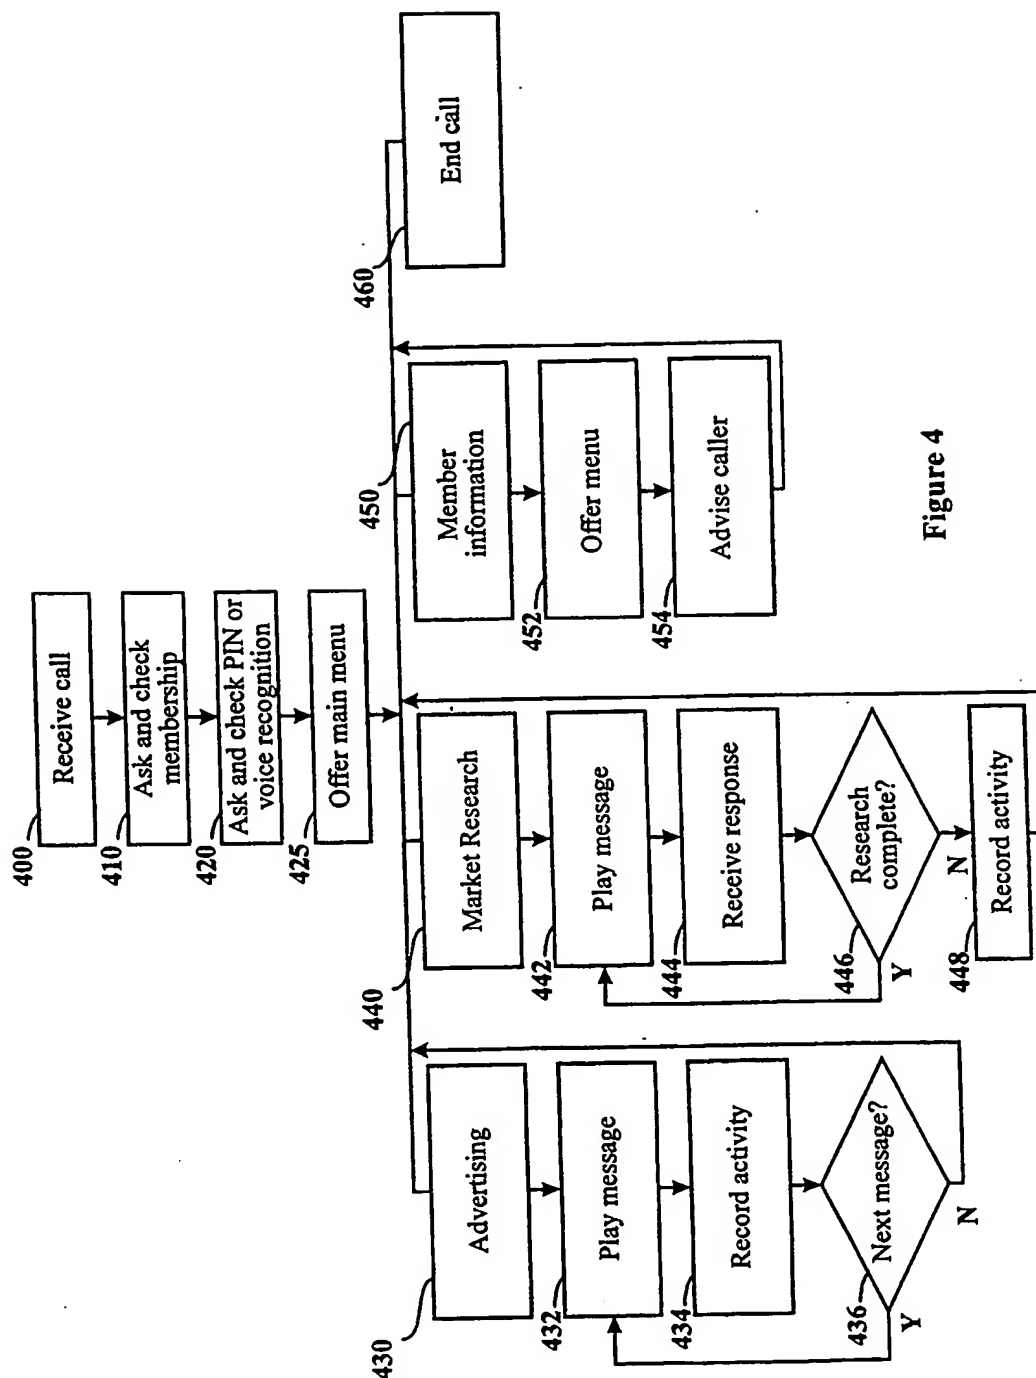 400
Receive call
410
Ask and check
membership
420
Ask and check PIN or
voice recognition
425
Offer main menu
430
Advertising
432
Play message
434
Record activity
436
Next message?
Y
N
440
Market Research
442
Play message
444
Receive response
446
Research
complete?
Y
N
448
Record activity
450
Member
information
452
Offer menu
454
Advise caller
460
End call
Figure 4